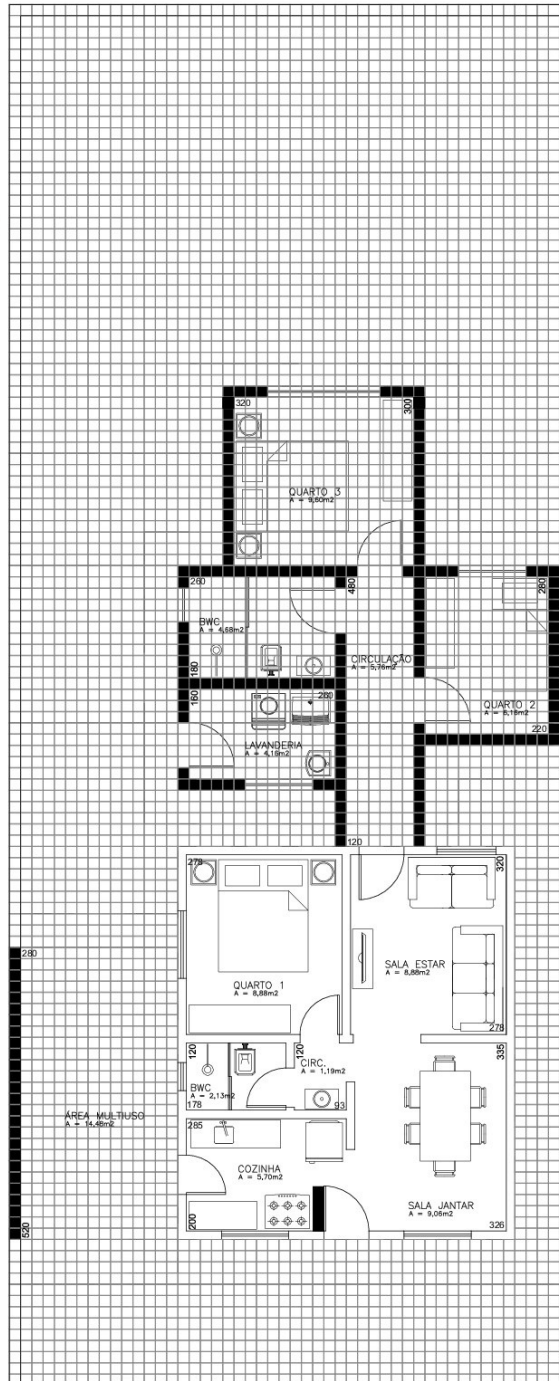 320
300
QUARTO 3
A = 9,60m2
260
480
280
BWC
A = 4,68m2
CIRCULAÇÃO
A = 5,76m2
180
160
260
QUARTO 2
A = 6,16m2
220
LAVANDERIA
A = 4,16m2
120
278
320
SALA ESTAR
A = 8,88m2
QUARTO 1
A = 8,88m2
280
278
120
120
335
CIRC.
A = 1,19m2
BWC
A = 2,13m2
178
93
ÁREA MULTIUSO
A = 14,48m2
285
COZINHA
A = 5,70m2
200
SALA JANTAR
A = 9,06m2
326
520